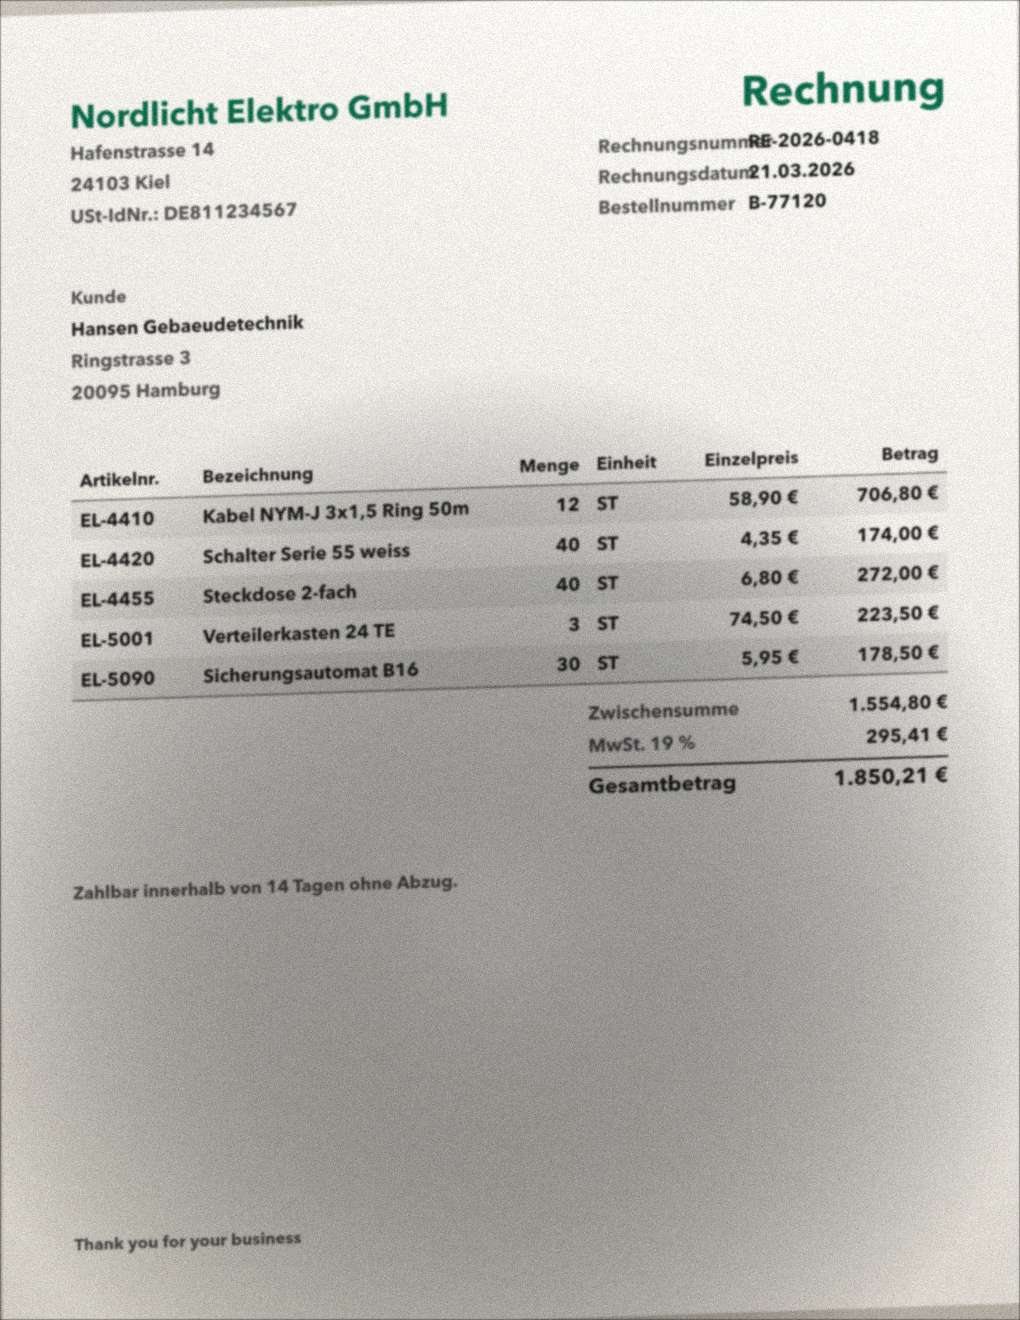 Nordlicht Elektro GmbH
Hafenstrasse 14
24103 Kiel
USt-IdNr.: DE811234567
Rechnung
Rechnungsnummer RE-2026-0418
Rechnungsdatum 21.03.2026
Bestellnummer B-77120
Kunde
Hansen Gebaeudetechnik
Ringstrasse 3
20095 Hamburg
Artikelnr. Bezeichnung Menge Einheit Einzelpreis Betrag
EL-4410 Kabel NYM-J 3x1,5 Ring 50m 12 ST 58,90 € 706,80 €
EL-4420 Schalter Serie 55 weiss 40 ST 4,35 € 174,00 €
EL-4455 Steckdose 2-fach 40 ST 6,80 € 272,00 €
EL-5001 Verteilerkasten 24 TE 3 ST 74,50 € 223,50 €
EL-5090 Sicherungsautomat B16 30 ST 5,95 € 178,50 €
Zwischensumme 1.554,80 €
MwSt. 19 % 295,41 €
Gesamtbetrag 1.850,21 €
Zahlbar innerhalb von 14 Tagen ohne Abzug.
Thank you for your business